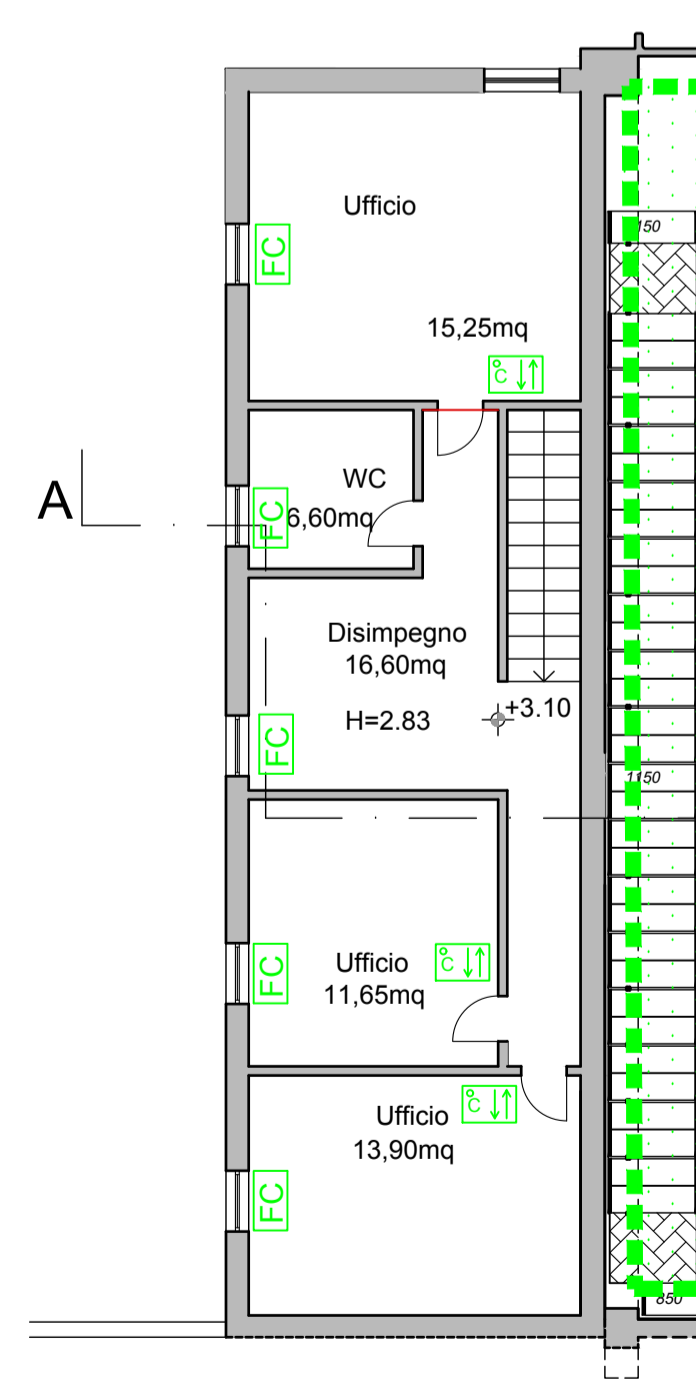 Ufficio
150
FC
15,25mq
°C
WC
A
FC
6,60mq
Disimpegno
16,60mq
+3.10
H=2.83
FC
1150
Ufficio
°C
FC
11,65mq
Ufficio
°C
13,90mq
FC
850